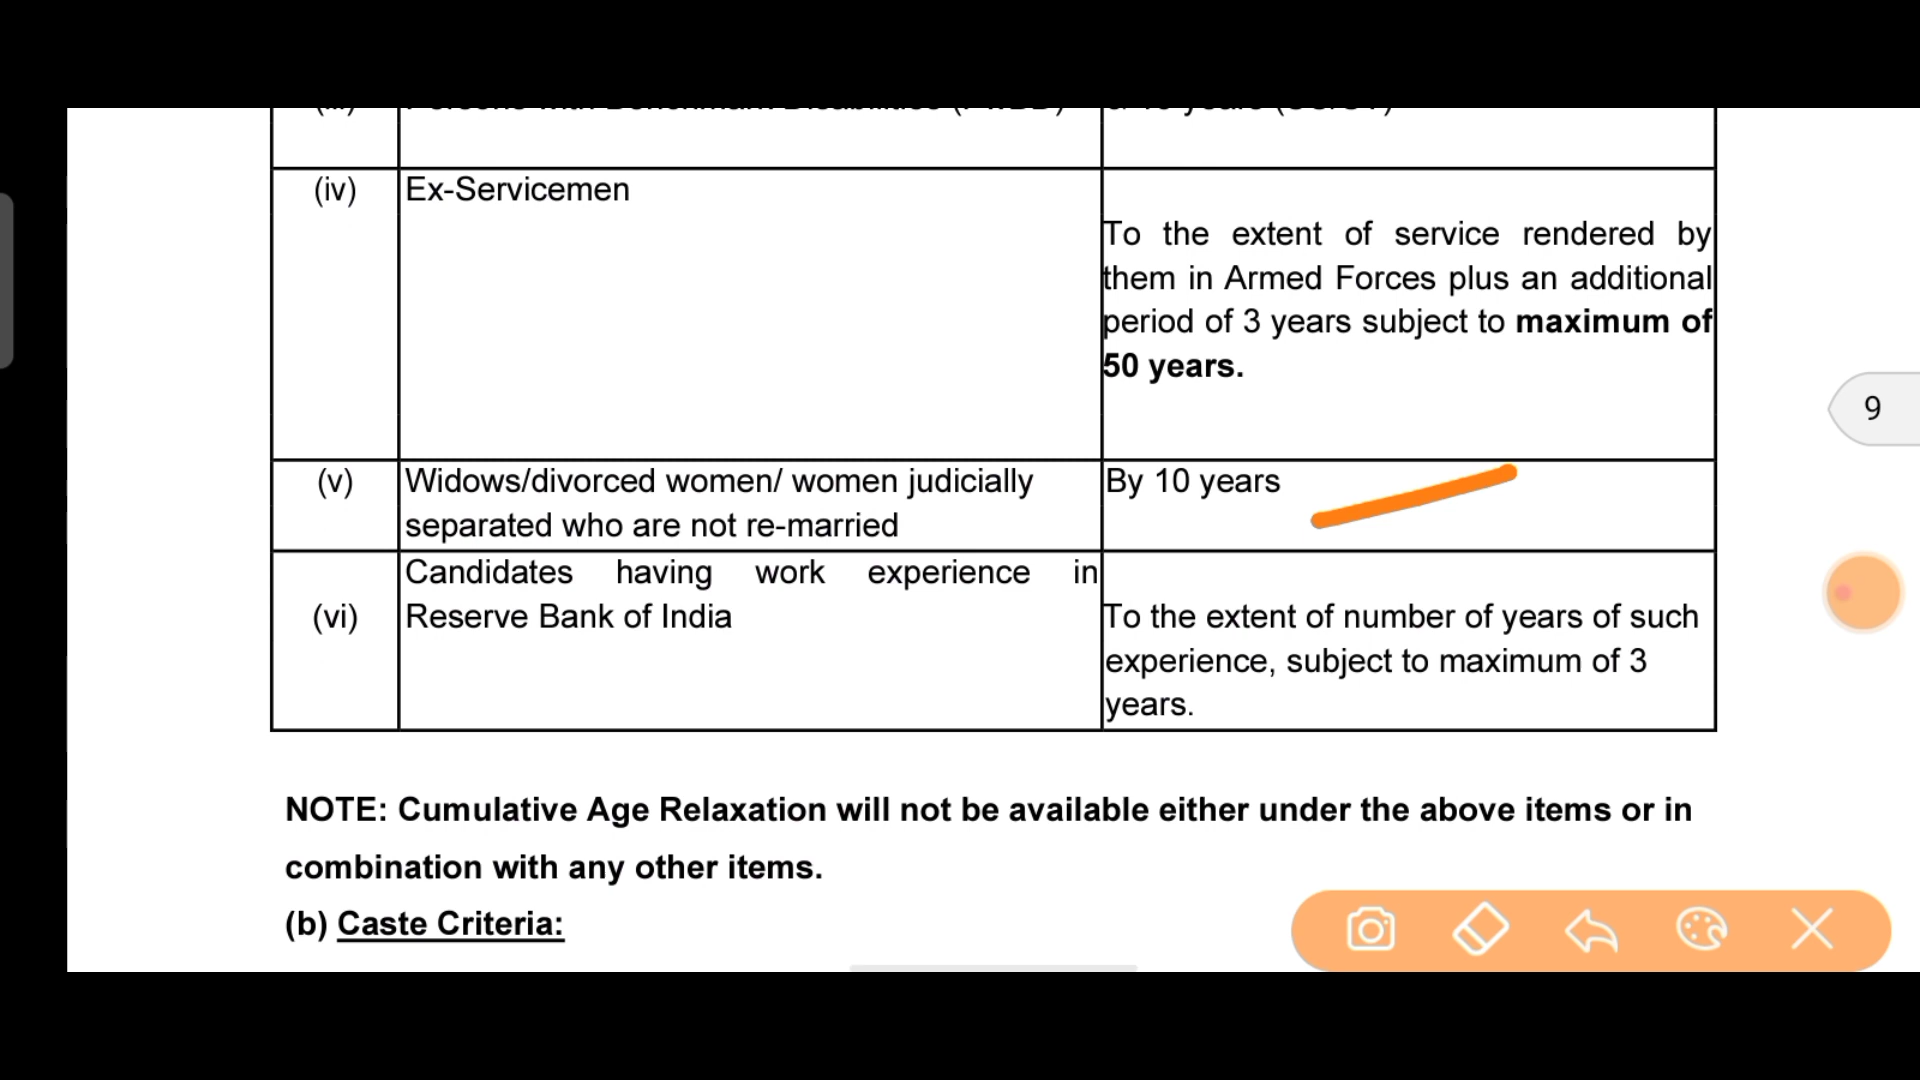 (iv) Ex-Servicemen
To the extent of service rendered by
them in Armed Forces plus an additional
period of 3 years subject to maximum of
50 years.
(v) Widows/divorced women/ women judicially
separated who are not re-married
By 10 years
Candidates having work experience in
(vi) Reserve Bank of India
To the extent of number of years of such
experience, subject to maximum of 3
years.
9
NOTE: Cumulative Age Relaxation will not be available either under the above items or in
combination with any other items.
(b) Caste Criteria: